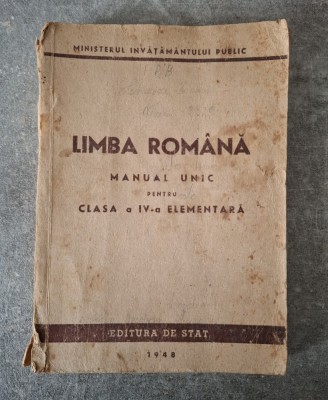 MINISTERUL INVĂȚĂMÂNTULUI PUBLIC
LIMBA ROMÂNĂ
MANUAL UNIC
PENTRU
CLASA a IV-a ELEMENTARĂ
EDITURA DE STAT
1948